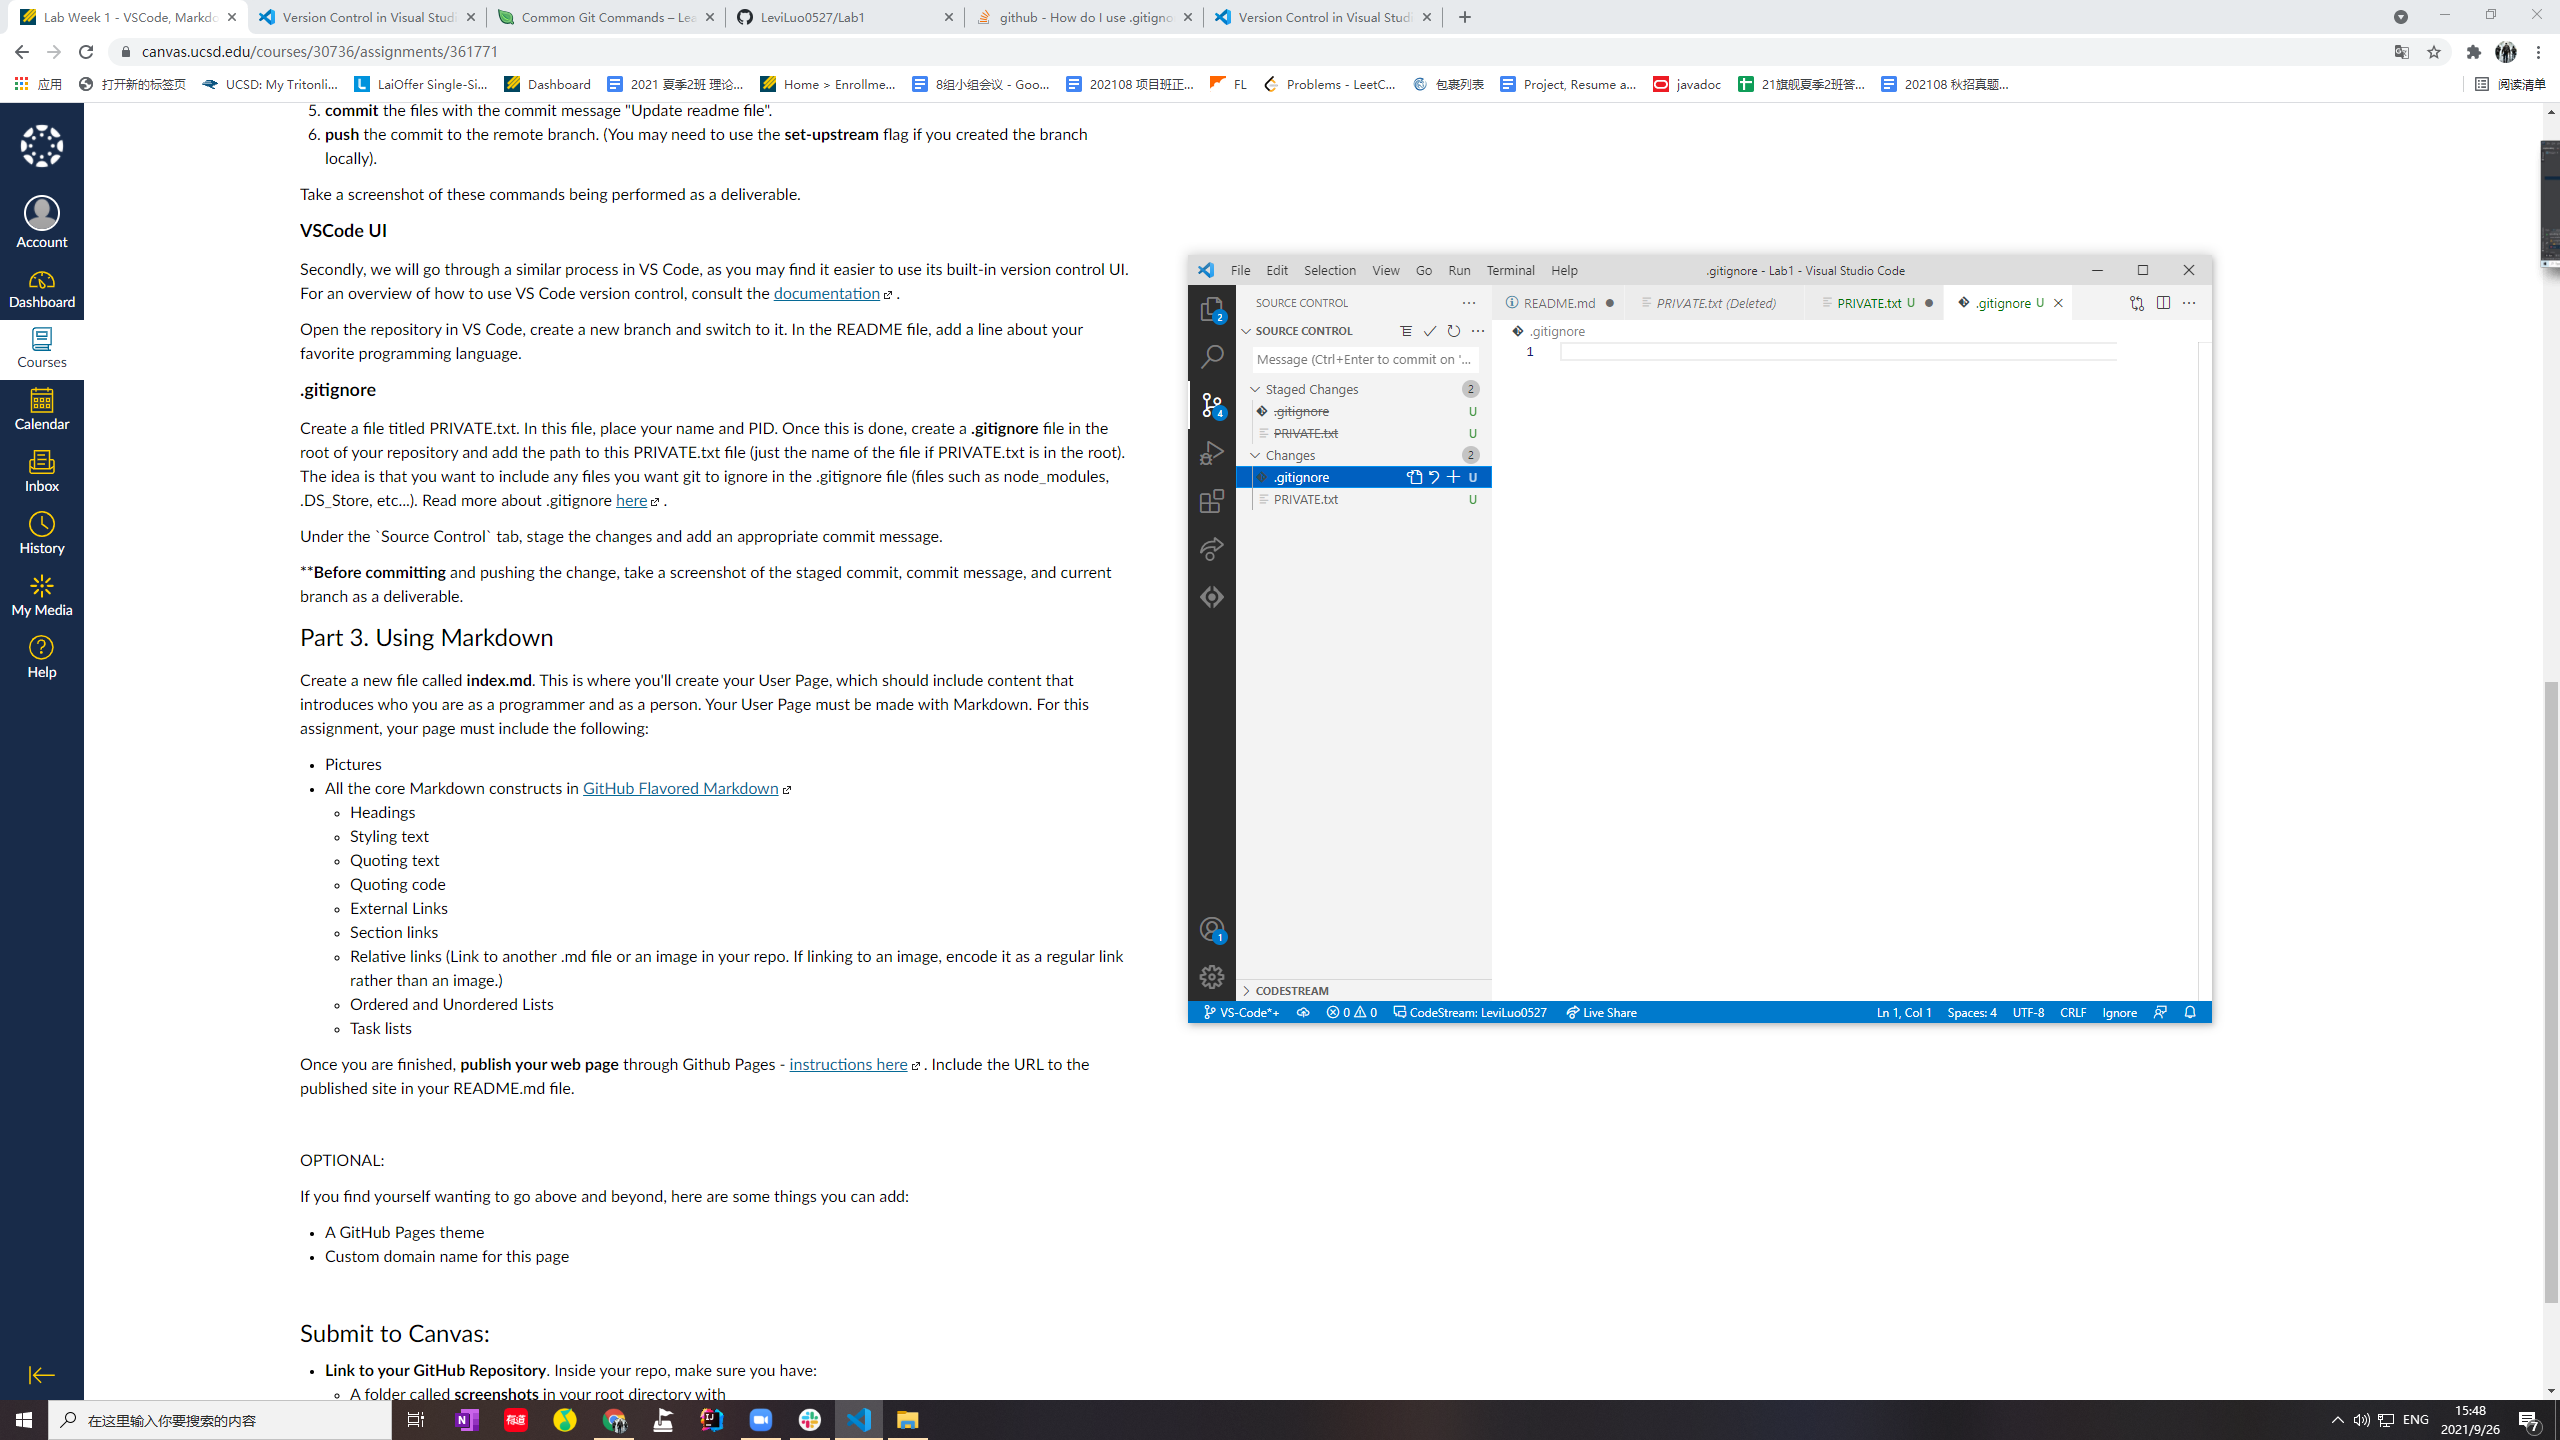 Lab Week 1 - VSCode, Markdo
Version Control in Visual Studi
Common Git Commands – Lea
LeviLuo0527/Lab1
github - How do I use .gitigno
Version Control in Visual Studi
canvas.ucsd.edu/courses/30736/assignments/361771
应用
打开新的标签页
UCSD: My Tritonli...
LaiOffer Single-Si...
Dashboard
2021 夏季2班 理论...
Home > Enrollme...
8组小组会议 - Goo...
202108 项目班正...
FL
Problems - LeetC...
包裹列表
Project, Resume a...
javadoc
21旗舰夏季2班答...
202108 秋招真题...
阅读清单
Account
Dashboard
Courses
Calendar
Inbox
History
My Media
Help
5. commit the files with the commit message "Update readme file".
6. push the commit to the remote branch. (You may need to use the set-upstream flag if you created the branch
locally).
Take a screenshot of these commands being performed as a deliverable.
VSCode UI
Secondly, we will go through a similar process in VS Code, as you may find it easier to use its built-in version control UI.
For an overview of how to use VS Code version control, consult the documentation .
Open the repository in VS Code, create a new branch and switch to it. In the README file, add a line about your
favorite programming language.
.gitignore
Create a file titled PRIVATE.txt. In this file, place your name and PID. Once this is done, create a .gitignore file in the
root of your repository and add the path to this PRIVATE.txt file (just the name of the file if PRIVATE.txt is in the root).
The idea is that you want to include any files you want git to ignore in the .gitignore file (files such as node_modules,
.DS_Store, etc...). Read more about .gitignore here .
Under the `Source Control` tab, stage the changes and add an appropriate commit message.
**Before committing and pushing the change, take a screenshot of the staged commit, commit message, and current
branch as a deliverable.
Part 3. Using Markdown
Create a new file called index.md. This is where you'll create your User Page, which should include content that
introduces who you are as a programmer and as a person. Your User Page must be made with Markdown. For this
assignment, your page must include the following:
• Pictures
• All the core Markdown constructs in GitHub Flavored Markdown
◦ Headings
◦ Styling text
◦ Quoting text
◦ Quoting code
◦ External Links
◦ Section links
◦ Relative links (Link to another .md file or an image in your repo. If linking to an image, encode it as a regular link
rather than an image.)
◦ Ordered and Unordered Lists
◦ Task lists
Once you are finished, publish your web page through Github Pages - instructions here . Include the URL to the
published site in your README.md file.
OPTIONAL:
If you find yourself wanting to go above and beyond, here are some things you can add:
• A GitHub Pages theme
• Custom domain name for this page
Submit to Canvas:
• Link to your GitHub Repository. Inside your repo, make sure you have:
◦ A folder called screenshots in your root directory with
File Edit Selection View Go Run Terminal Help
.gitignore - Lab1 - Visual Studio Code
SOURCE CONTROL
README.md
PRIVATE.txt (Deleted)
PRIVATE.txt U
.gitignore U
SOURCE CONTROL
.gitignore
1
Message (Ctrl+Enter to commit on '...
Staged Changes 2
.gitignore U
PRIVATE.txt U
Changes 2
.gitignore U
PRIVATE.txt U
2
4
1
CODESTREAM
VS-Code*+
0 0
CodeStream: LeviLuo0527
Live Share
Ln 1, Col 1
Spaces: 4
UTF-8
CRLF
Ignore
在这里输入你要搜索的内容
ENG
15:48
2021/9/26
7